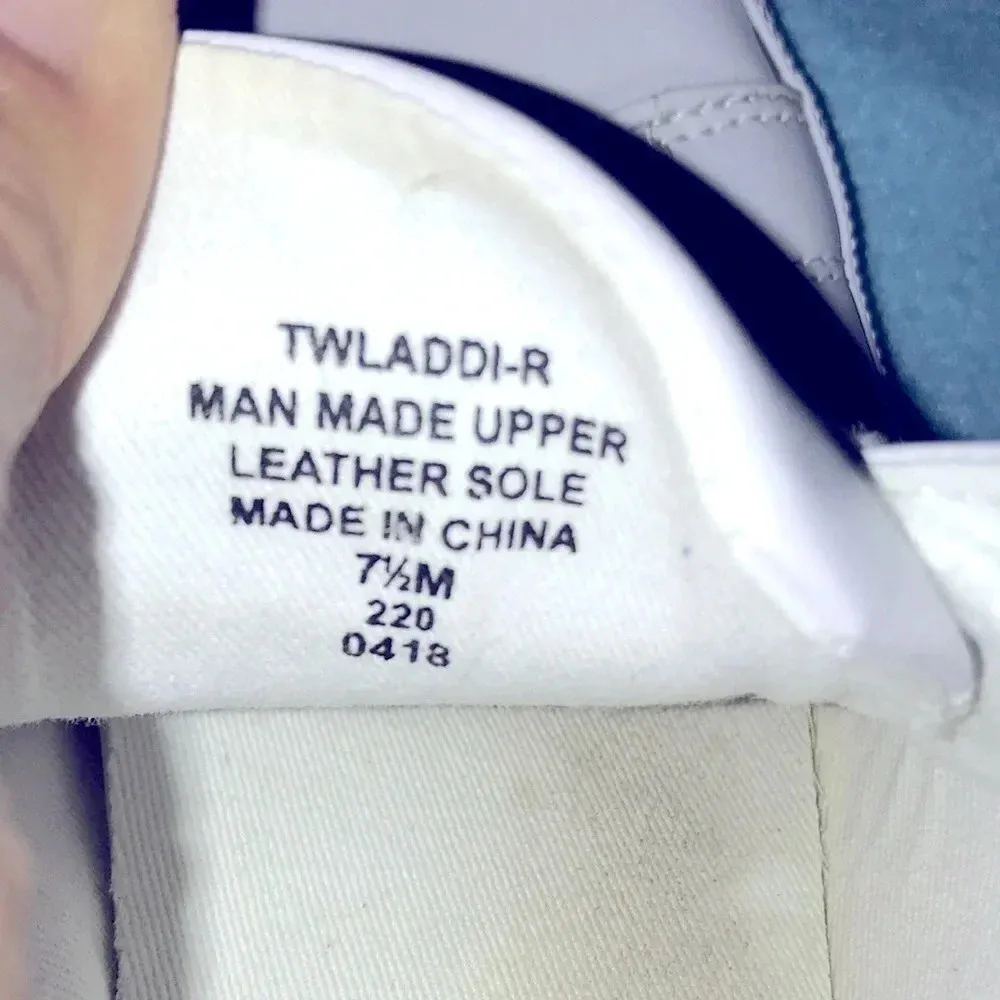 TWLADDI-R
MAN MADE UPPER
LEATHER SOLE
MADE IN CHINA
7½M
220
0418